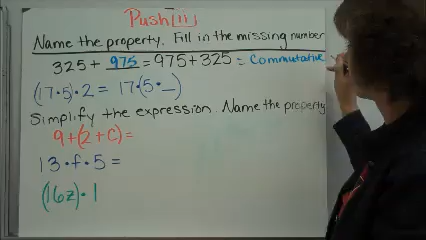 Push[ii]
Name the property. Fill in the missing number
325 + 975 = 975 + 325 = Commutative
(17·5)·2 = 17·(5·_)
Simplify the expression. Name the property
9+(2+C)=
13·f·5=
(16z)·1